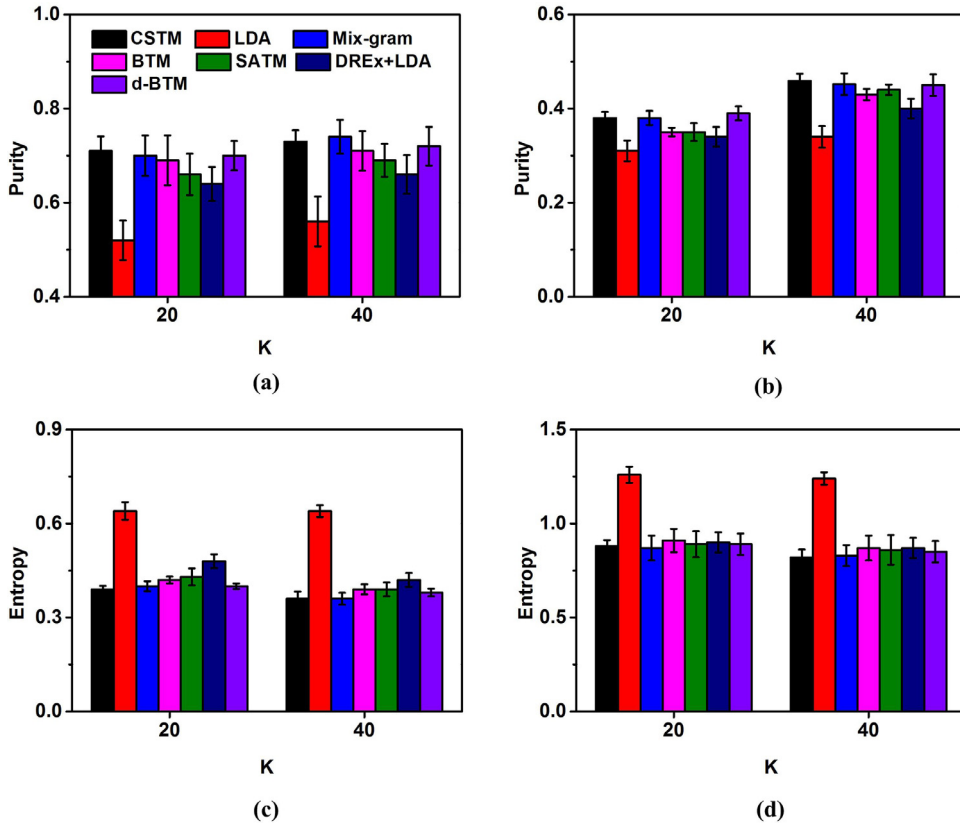 1.0
0.8
0.6
0.4
Purity
CSTM LDA Mix-gram
BTM SATM DREx+LDA
d-BTM
20 40
K
(a)
0.6
0.4
0.2
0.0
Purity
20 40
K
(b)
0.9
0.6
0.3
0.0
Entropy
20 40
K
(c)
1.5
1.0
0.5
0.0
Entropy
20 40
K
(d)